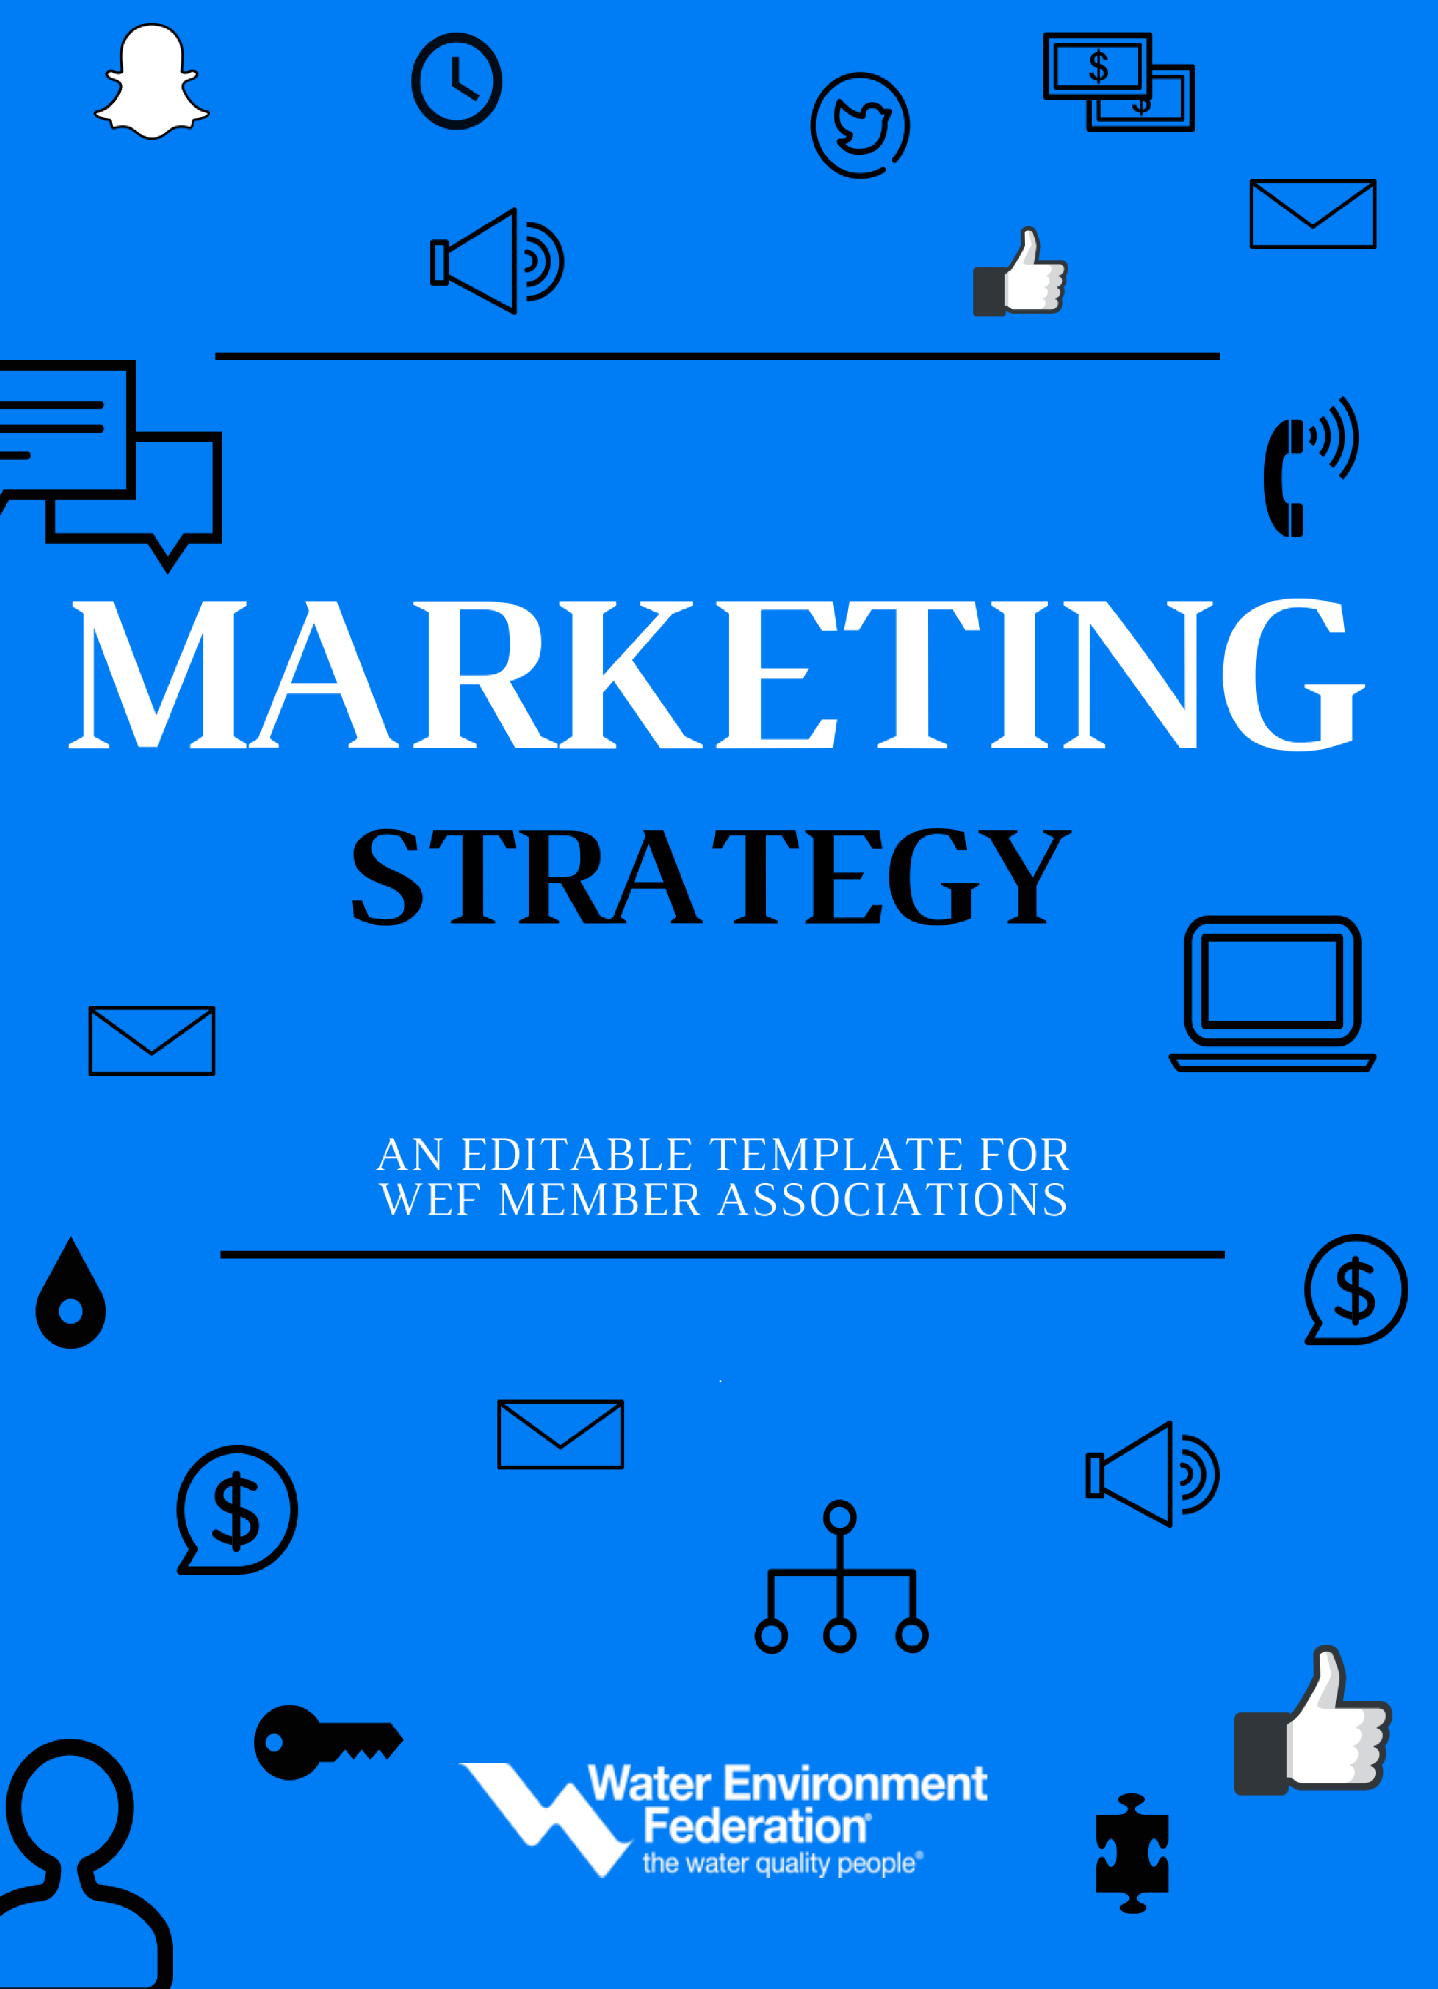 $
$
MARKETING
STRATEGY
AN EDITABLE TEMPLATE FOR
WEF MEMBER ASSOCIATIONS
$
$
Water Environment
Federation®
the water quality people®